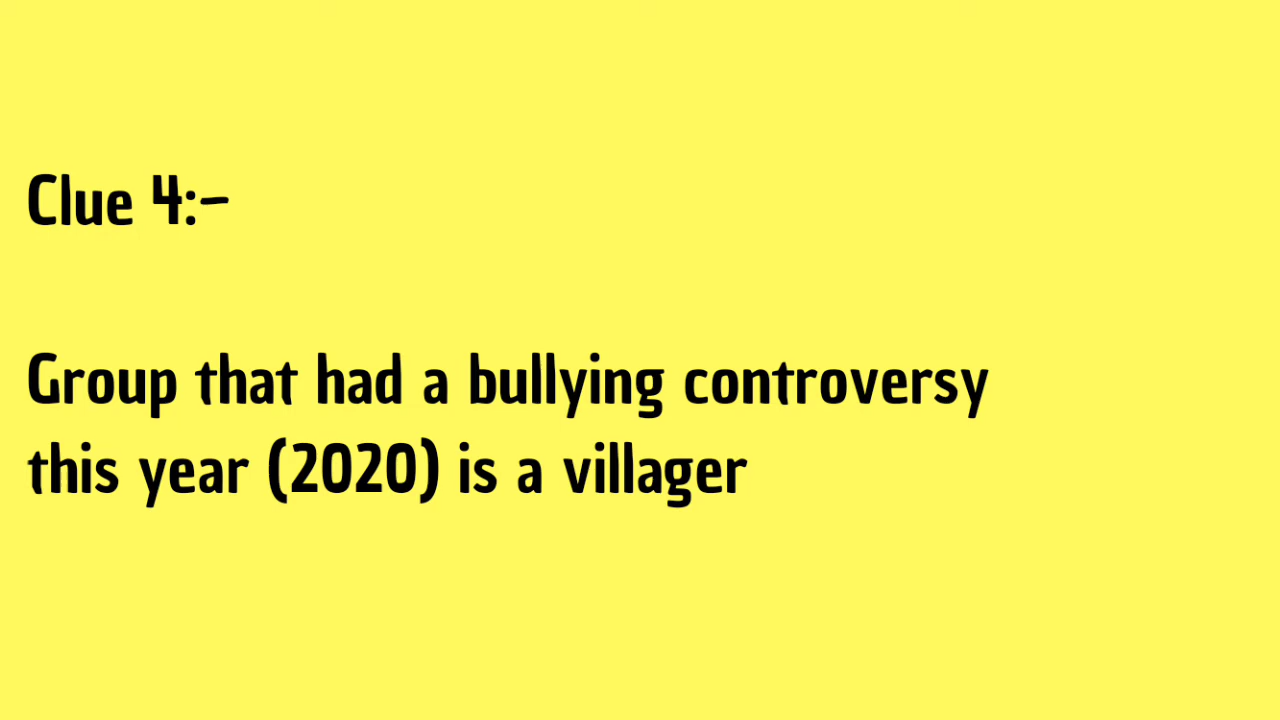 Clue 4:-
Group that had a bullying controversy
this year (2020) is a villager